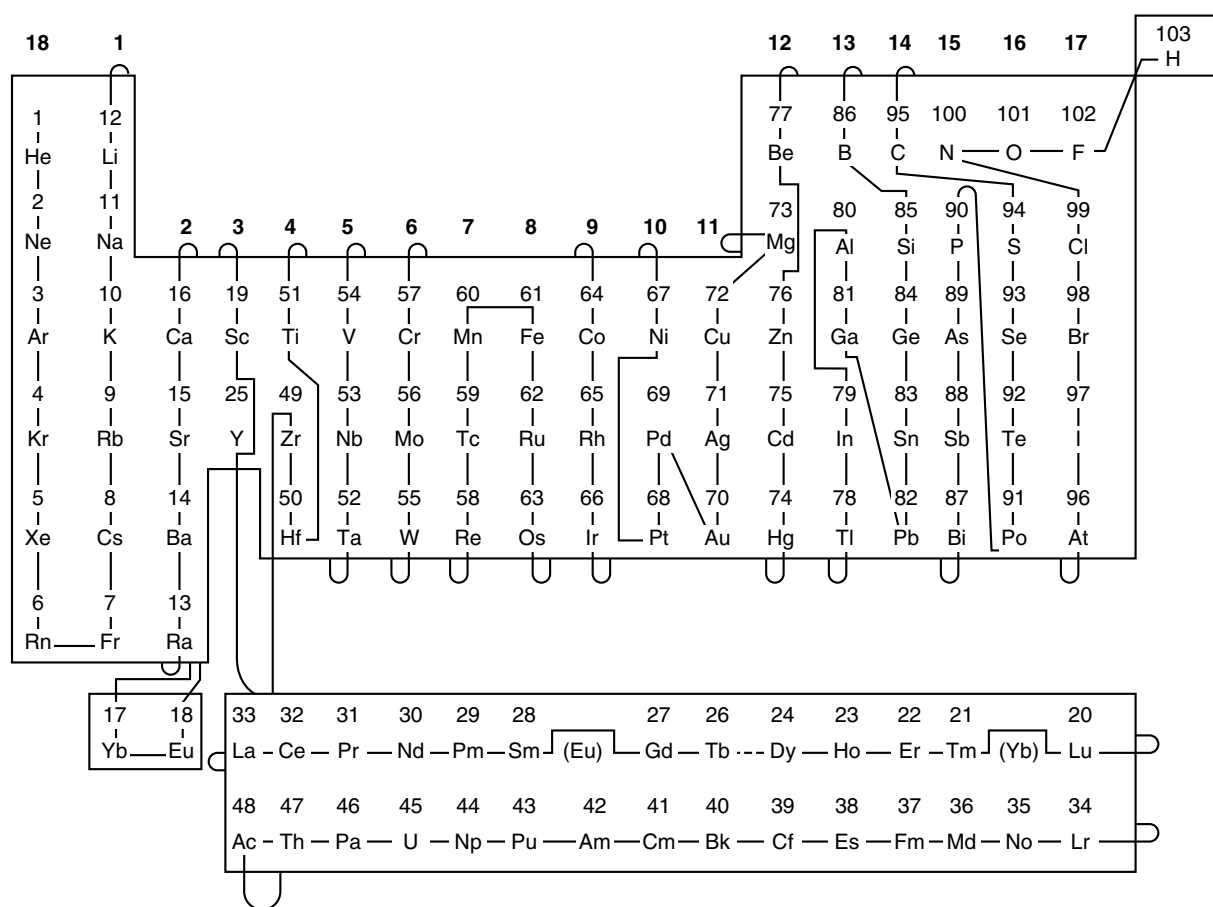 103
18 1 12 13 14 15 16 17
H
1 12 77 86 95 100 101 102
He Li Be B C N O F
2 11 73 80 85 90 94 99
2 3 4 5 6 7 8 9 10 11
Ne Na Mg Al Si P S Cl
3 10 16 19 51 54 57 60 61 64 67 72 76 81 84 89 93 98
Ar K Ca Sc Ti V Cr Mn Fe Co Ni Cu Zn Ga Ge As Se Br
4 9 15 25 49 53 56 59 62 65 69 71 75 79 83 88 92 97
Kr Rb Sr Y Zr Nb Mo Tc Ru Rh Pd Ag Cd In Sn Sb Te I
5 8 14 50 52 55 58 63 66 68 70 74 78 82 87 91 96
Xe Cs Ba Hf Ta W Re Os Ir Pt Au Hg Tl Pb Bi Po At
6 7 13
Rn Fr Ra
17 18 33 32 31 30 29 28 27 26 24 23 22 21 20
Yb Eu La Ce Pr Nd Pm Sm (Eu) Gd Tb Dy Ho Er Tm (Yb) Lu
48 47 46 45 44 43 42 41 40 39 38 37 36 35 34
Ac Th Pa U Np Pu Am Cm Bk Cf Es Fm Md No Lr